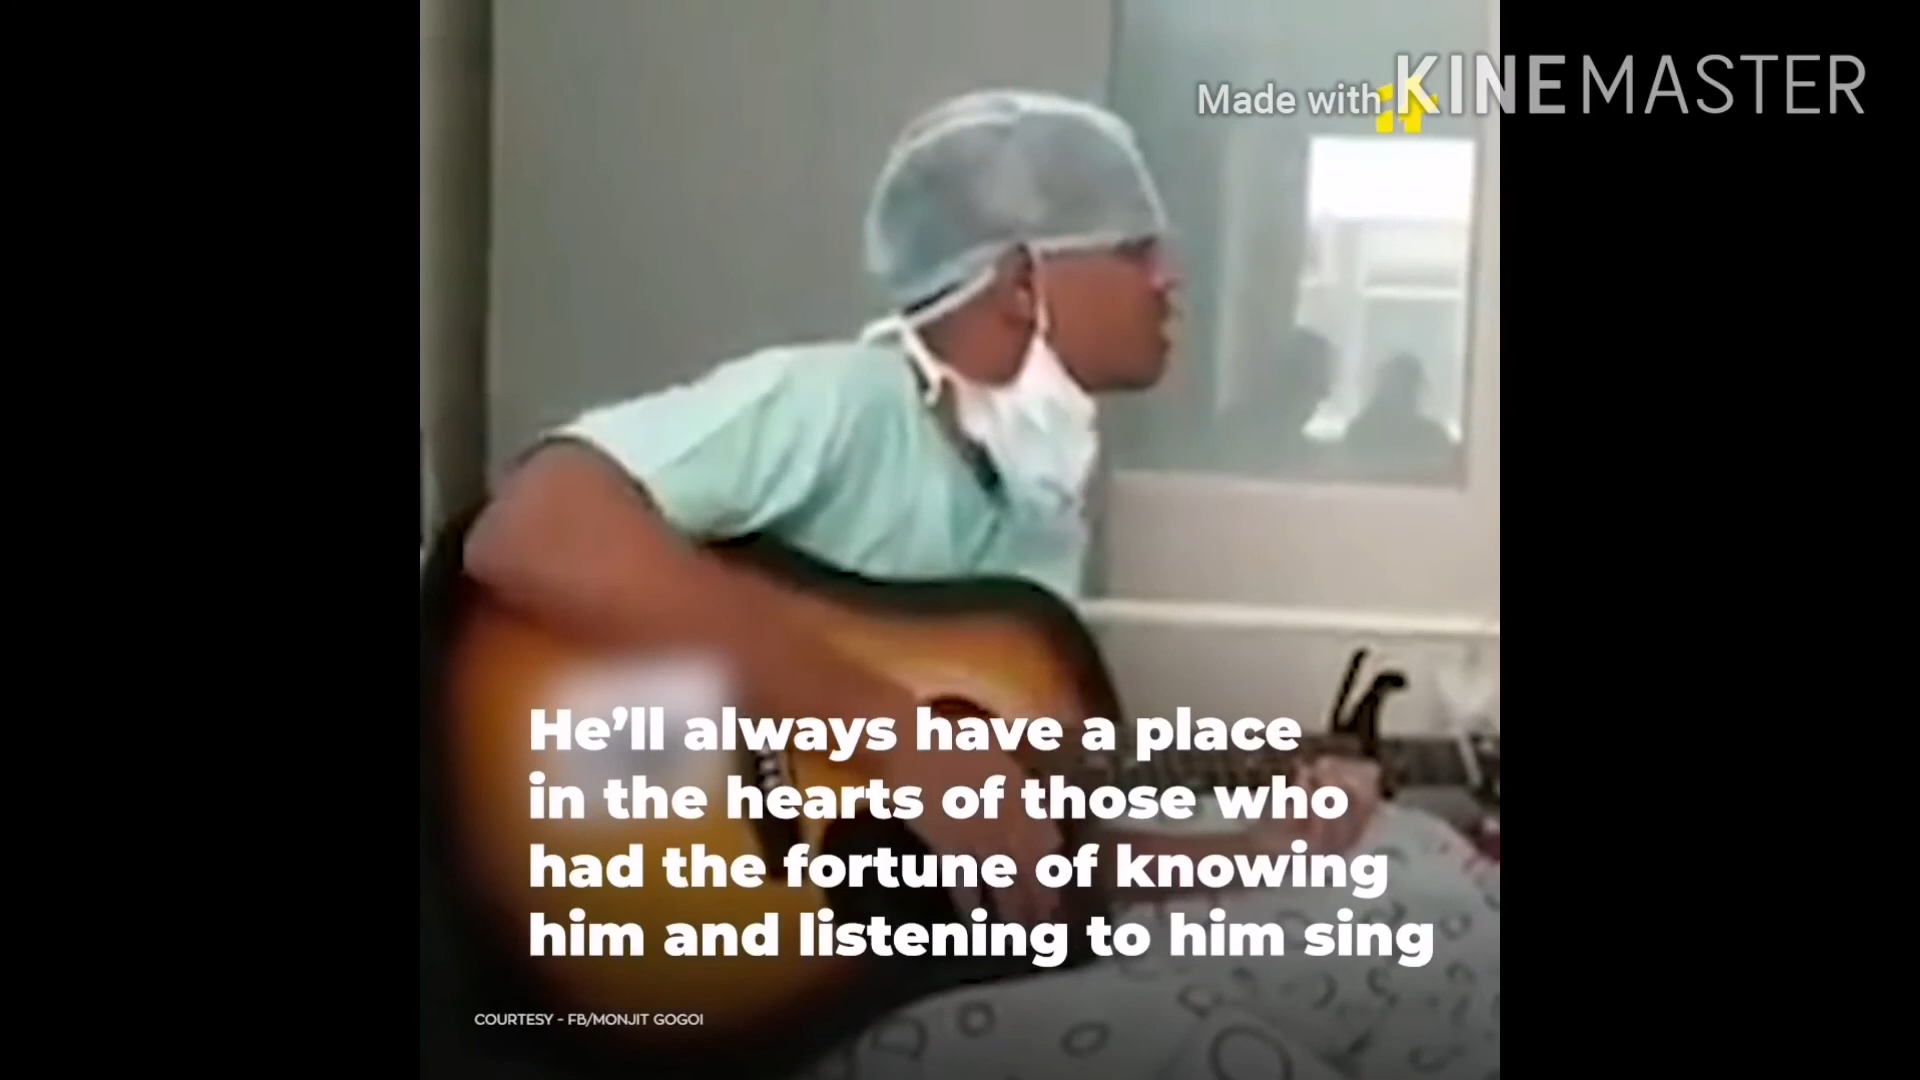 Made with KINEMASTER
He'll always have a place
in the hearts of those who
had the fortune of knowing
him and listening to him sing
COURTESY - FB/MONJIT GOGOI